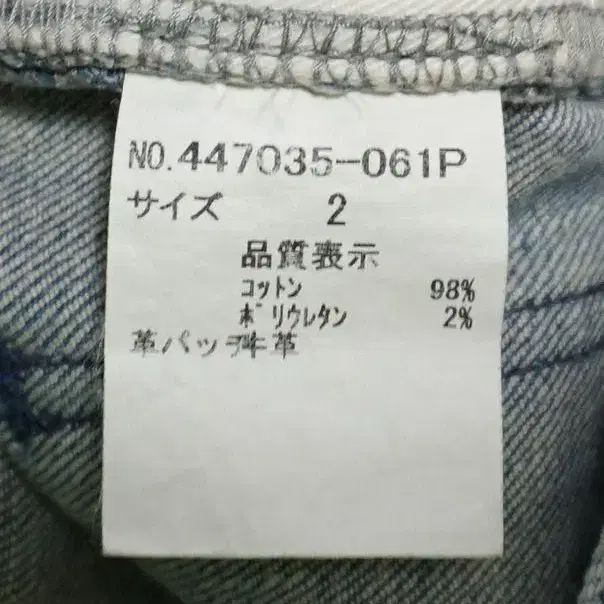 NO.447035-061P
サイズ 2
品質表示
コットン 98%
ポリウレタン 2%
革パッチ牛革